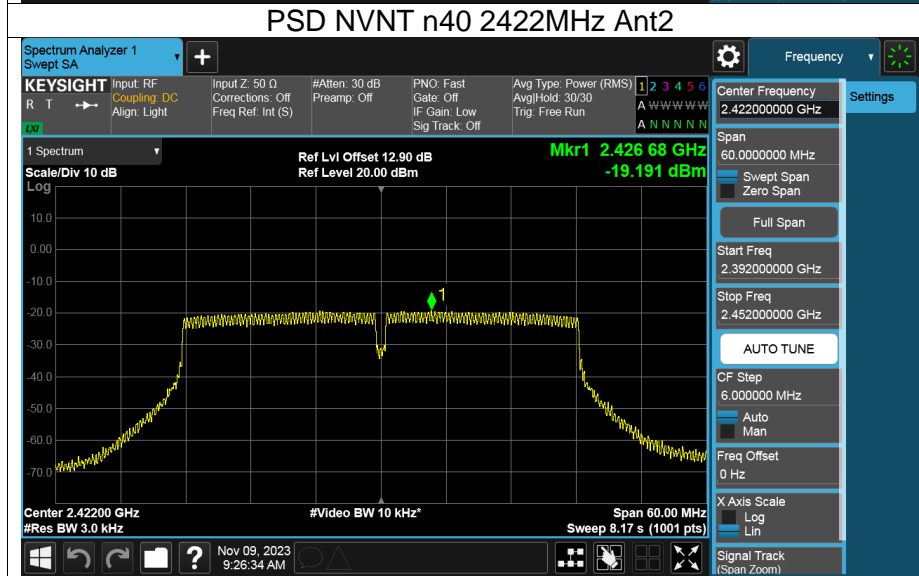 PSD NVNT n40 2422MHz Ant2
Spectrum Analyzer 1
Swept SA
+
Frequency
KEYSIGHT
R T
LXI
Input: RF
Coupling: DC
Align: Light
Input Z: 50 Ω
Corrections: Off
Freq Ref: Int (S)
#Atten: 30 dB
Preamp: Off
PNO: Fast
Gate: Off
IF Gain: Low
Sig Track: Off
Avg Type: Power (RMS)
Avg|Hold: 30/30
Trig: Free Run
1 2 3 4 5 6
A W W W W W
A N N N N N
Center Frequency
2.422000000 GHz
Settings
Span
60.0000000 MHz
Swept Span
Zero Span
Full Span
Start Freq
2.392000000 GHz
Stop Freq
2.452000000 GHz
AUTO TUNE
CF Step
6.000000 MHz
Auto
Man
Freq Offset
0 Hz
X Axis Scale
Log
Lin
Signal Track
(Span Zoom)
1 Spectrum
Scale/Div 10 dB
Ref Lvl Offset 12.90 dB
Ref Level 20.00 dBm
Mkr1 2.426 68 GHz
-19.191 dBm
Log
10.0
0.00
-10.0
-20.0
-30.0
-40.0
-50.0
-60.0
-70.0
1
Center 2.42200 GHz
#Res BW 3.0 kHz
#Video BW 10 kHz*
Span 60.00 MHz
Sweep 8.17 s (1001 pts)
?
Nov 09, 2023
9:26:34 AM